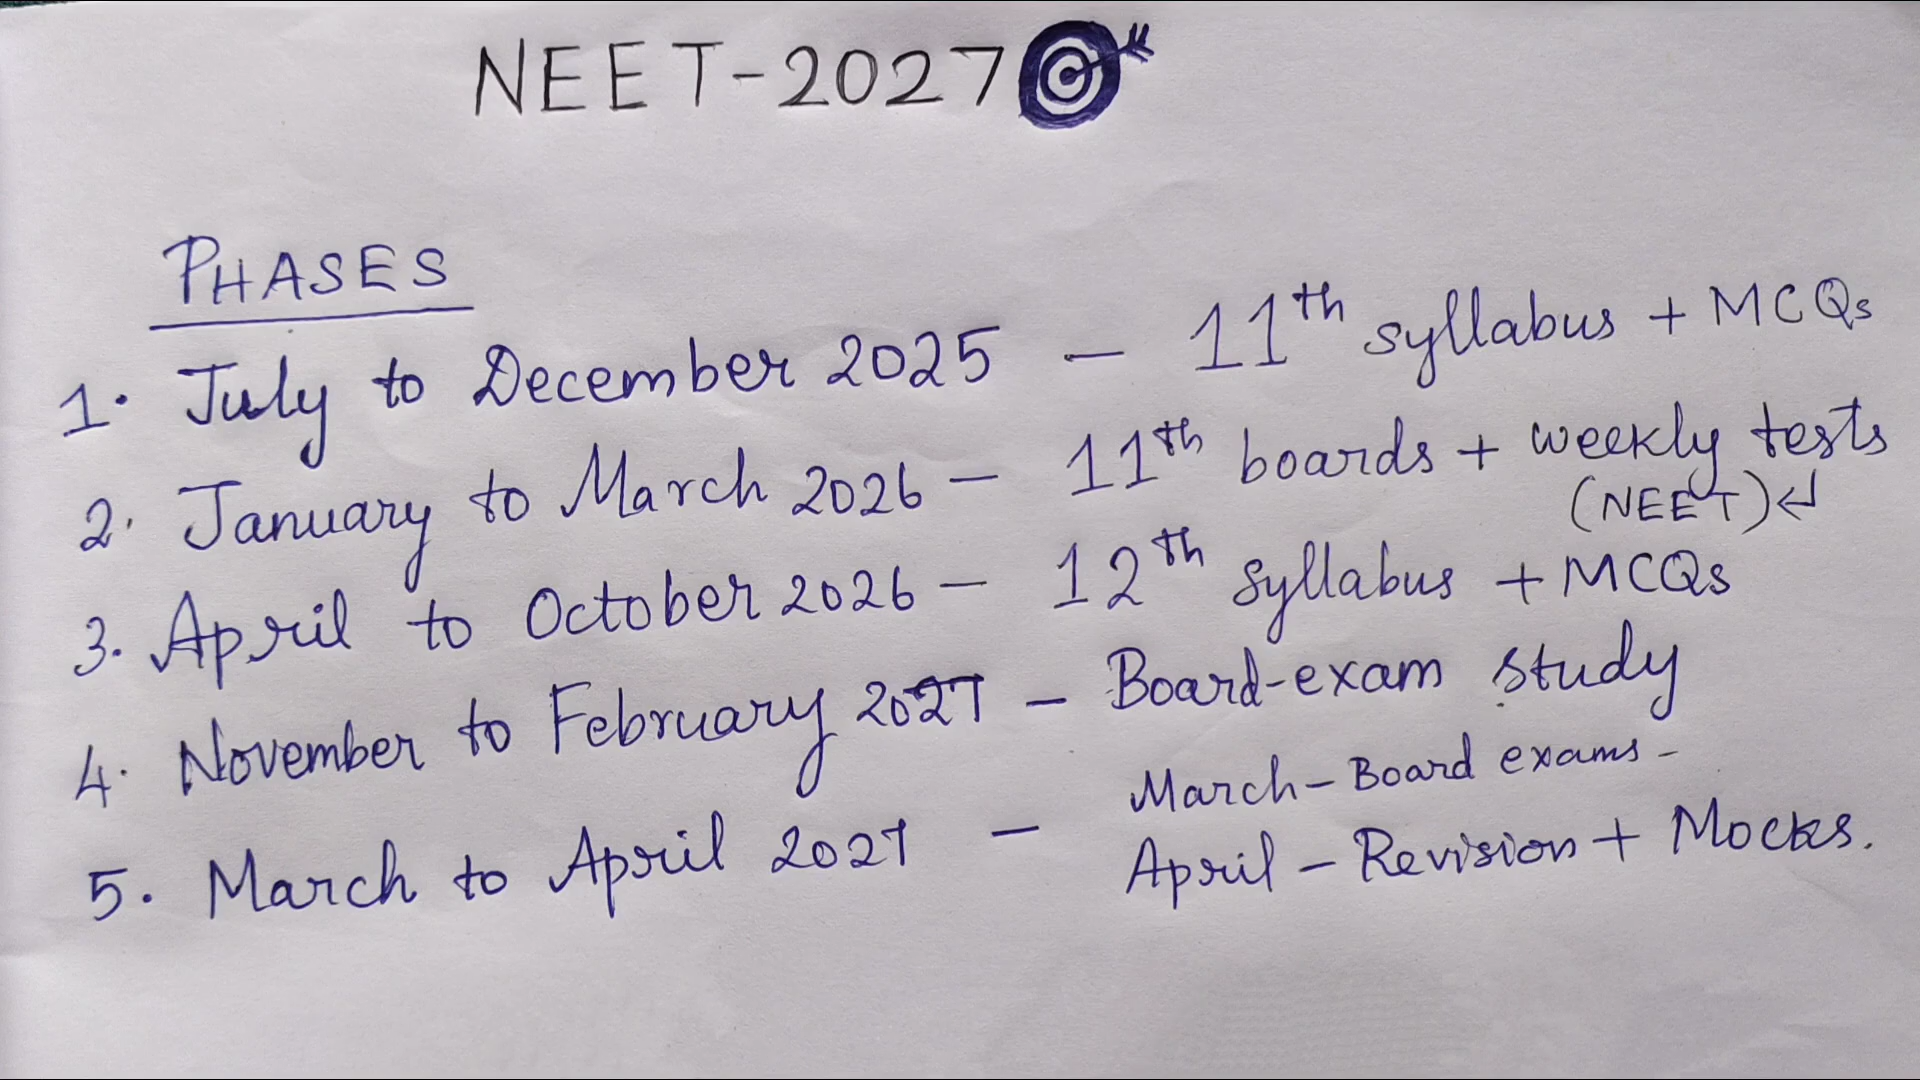 NEET-2027
PHASES
1. July to December 2025 - 11th syllabus + MCQs
2. January to March 2026 - 11th boards + weekly tests
(NEET)
3. April to October 2026 - 12th syllabus + MCQs
4. November to February 2027 - Board-exam study
5. March to April 2027 - March - Board exams -
April - Revision + Mocks.